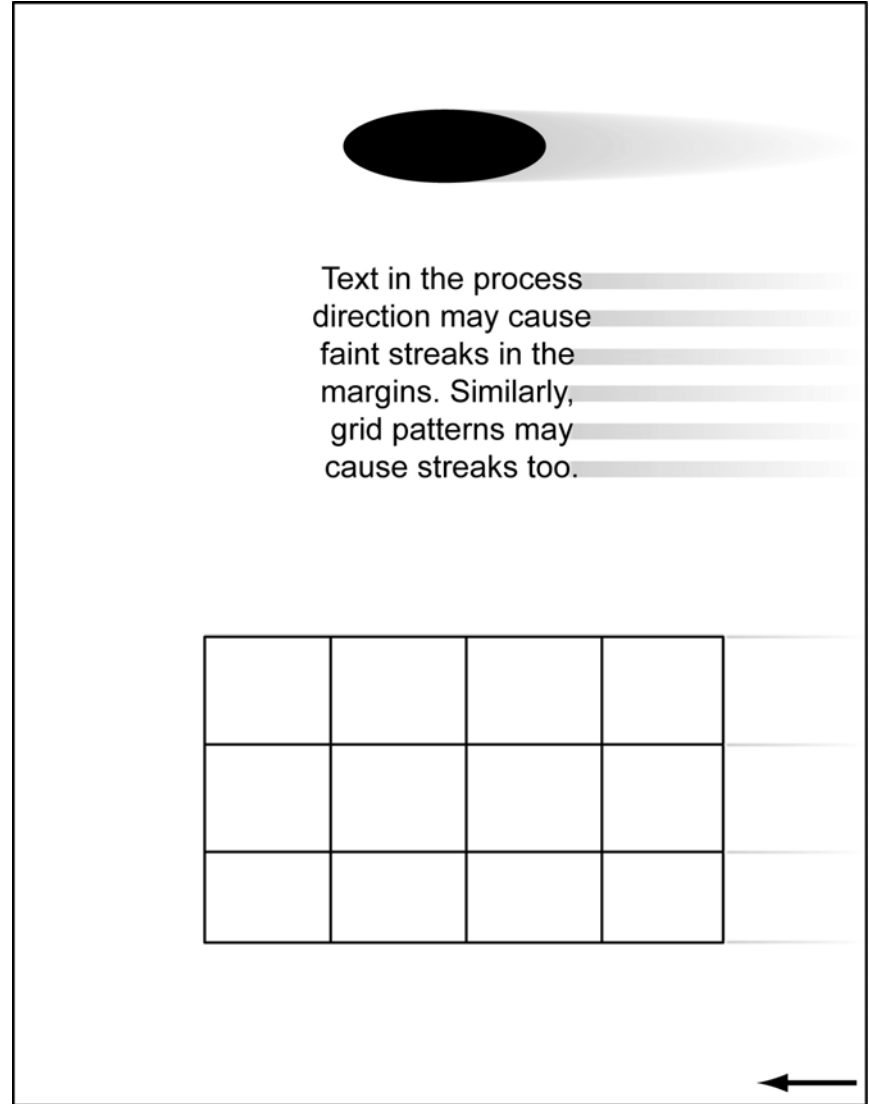 Text in the process
direction may cause
faint streaks in the
margins. Similarly,
grid patterns may
cause streaks too.